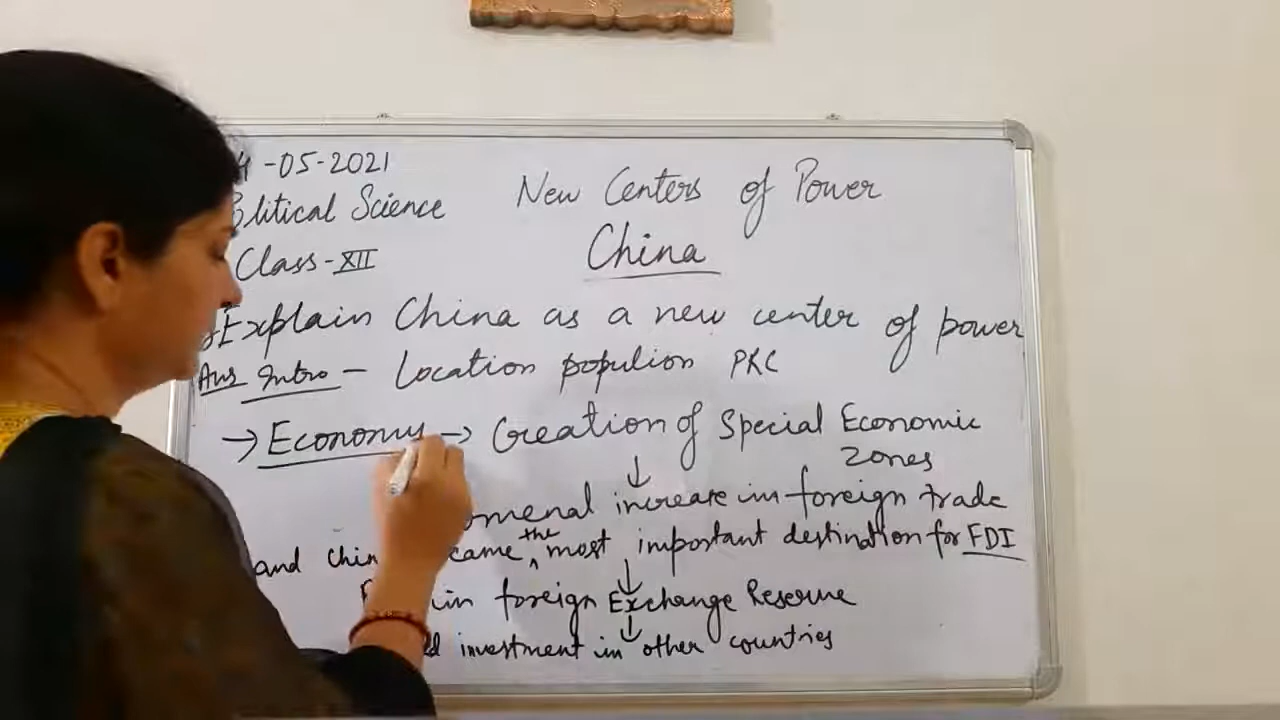 4-05-2021
litical Science
Class-XII
New Centers of Power
China
Explain China as a new center of power
Ans Intro - Location populion PRC
→ Economy → Creation of Special Economic
Zones
↓
omenal increase in foreign trade
and chin came the most important destination for FDI
↓
in foreign Exchange Reserve
↓
investment in other countries